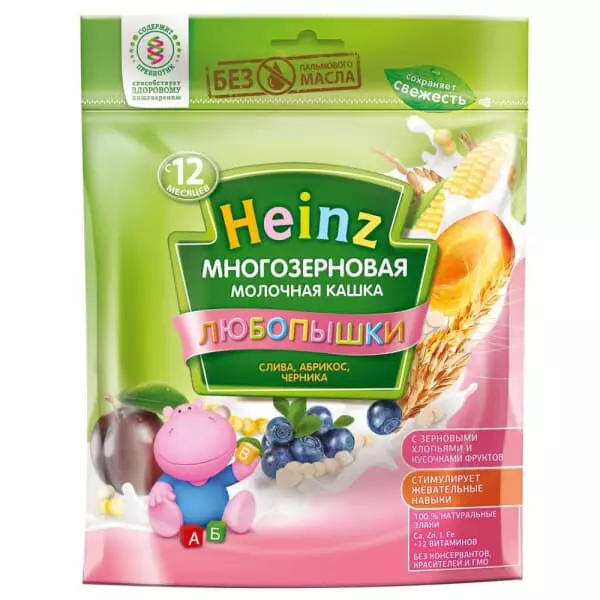 СОДЕРЖИТ
ПРЕБИОТИК
способствует
ЗДОРОВОМУ
пищеварению
БЕЗ
ПАЛЬМОВОГО
МАСЛА
сохраняет
свежесть
с 12
МЕСЯЦЕВ
Heinz
МНОГОЗЕРНОВАЯ
МОЛОЧНАЯ КАШКА
ЛЮБОПЫШКИ
СЛИВА, АБРИКОС,
ЧЕРНИКА
С ЗЕРНОВЫМИ
ХЛОПЬЯМИ И
КУСОЧКАМИ ФРУКТОВ
СТИМУЛИРУЕТ
ЖЕВАТЕЛЬНЫЕ
НАВЫКИ
100 % НАТУРАЛЬНЫЕ
ЗЛАКИ
Ca, Zn, I, Fe
+12 ВИТАМИНОВ
БЕЗ КОНСЕРВАНТОВ,
КРАСИТЕЛЕЙ И ГМО
В
А Б